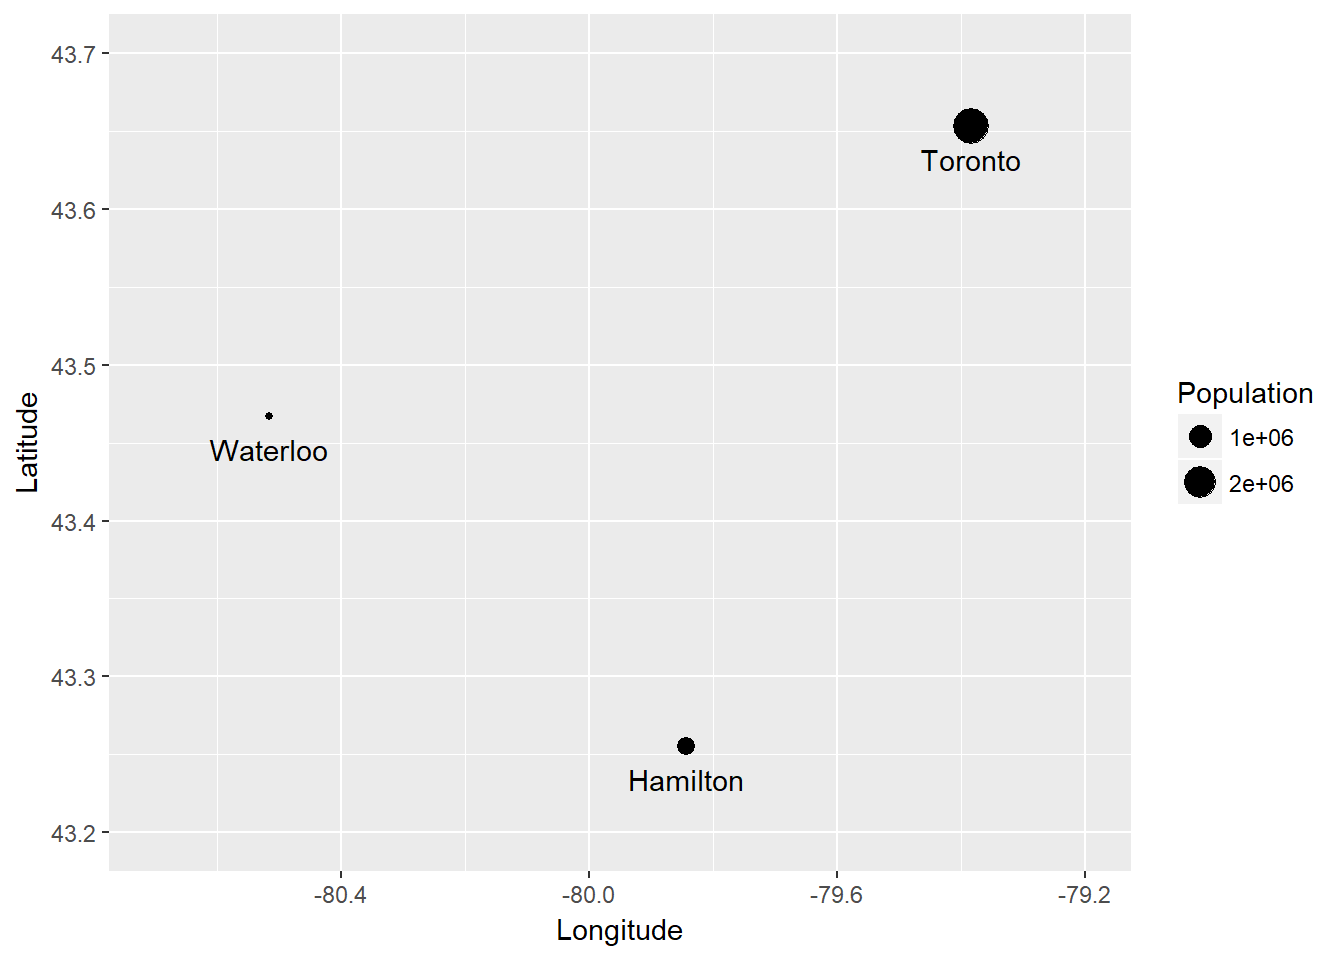 43.7
43.6
43.5
43.4
43.3
43.2
Latitude
Toronto
Waterloo
Hamilton
-80.4
-80.0
-79.6
-79.2
Longitude
Population
1e+06
2e+06